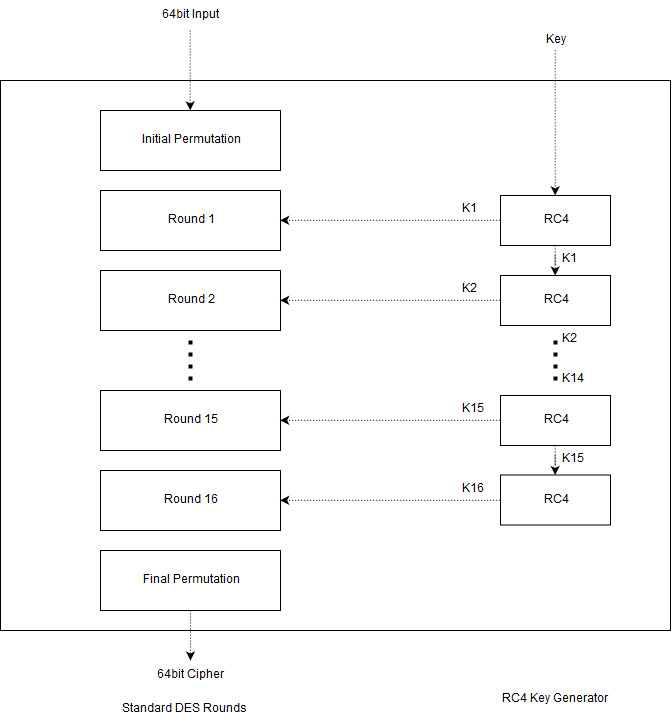 64bit Input
Key
Initial Permutation
Round 1
K1
RC4
K1
Round 2
K2
RC4
K2
K14
Round 15
K15
RC4
K15
Round 16
K16
RC4
Final Permutation
64bit Cipher
Standard DES Rounds
RC4 Key Generator